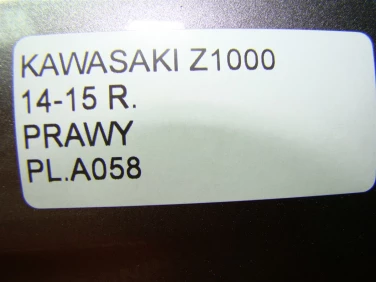 KAWASAKI Z1000
14-15 R.
PRAWY
PL.A058